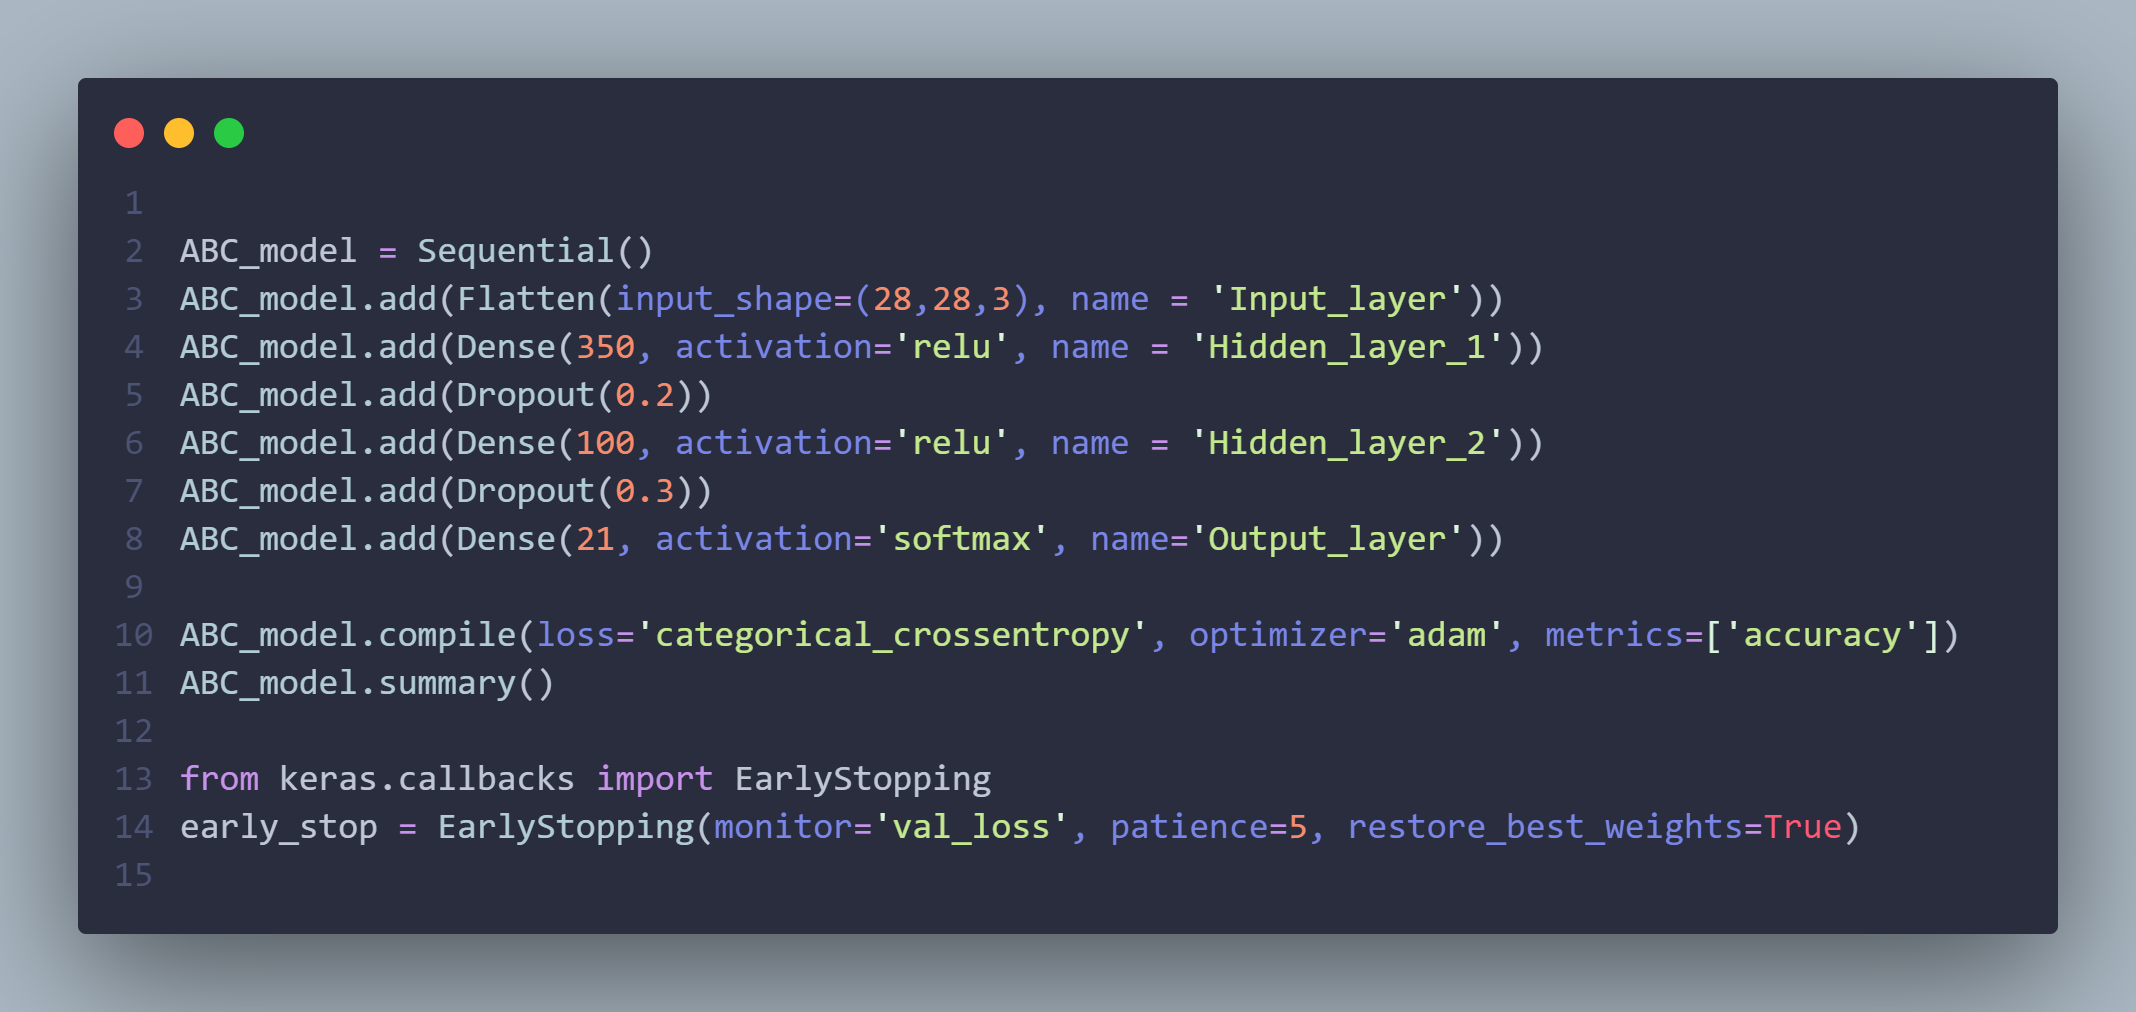 1
2 ABC_model = Sequential()
3 ABC_model.add(Flatten(input_shape=(28,28,3), name = 'Input_layer'))
4 ABC_model.add(Dense(350, activation='relu', name = 'Hidden_layer_1'))
5 ABC_model.add(Dropout(0.2))
6 ABC_model.add(Dense(100, activation='relu', name = 'Hidden_layer_2'))
7 ABC_model.add(Dropout(0.3))
8 ABC_model.add(Dense(21, activation='softmax', name='Output_layer'))
9
10 ABC_model.compile(loss='categorical_crossentropy', optimizer='adam', metrics=['accuracy'])
11 ABC_model.summary()
12
13 from keras.callbacks import EarlyStopping
14 early_stop = EarlyStopping(monitor='val_loss', patience=5, restore_best_weights=True)
15